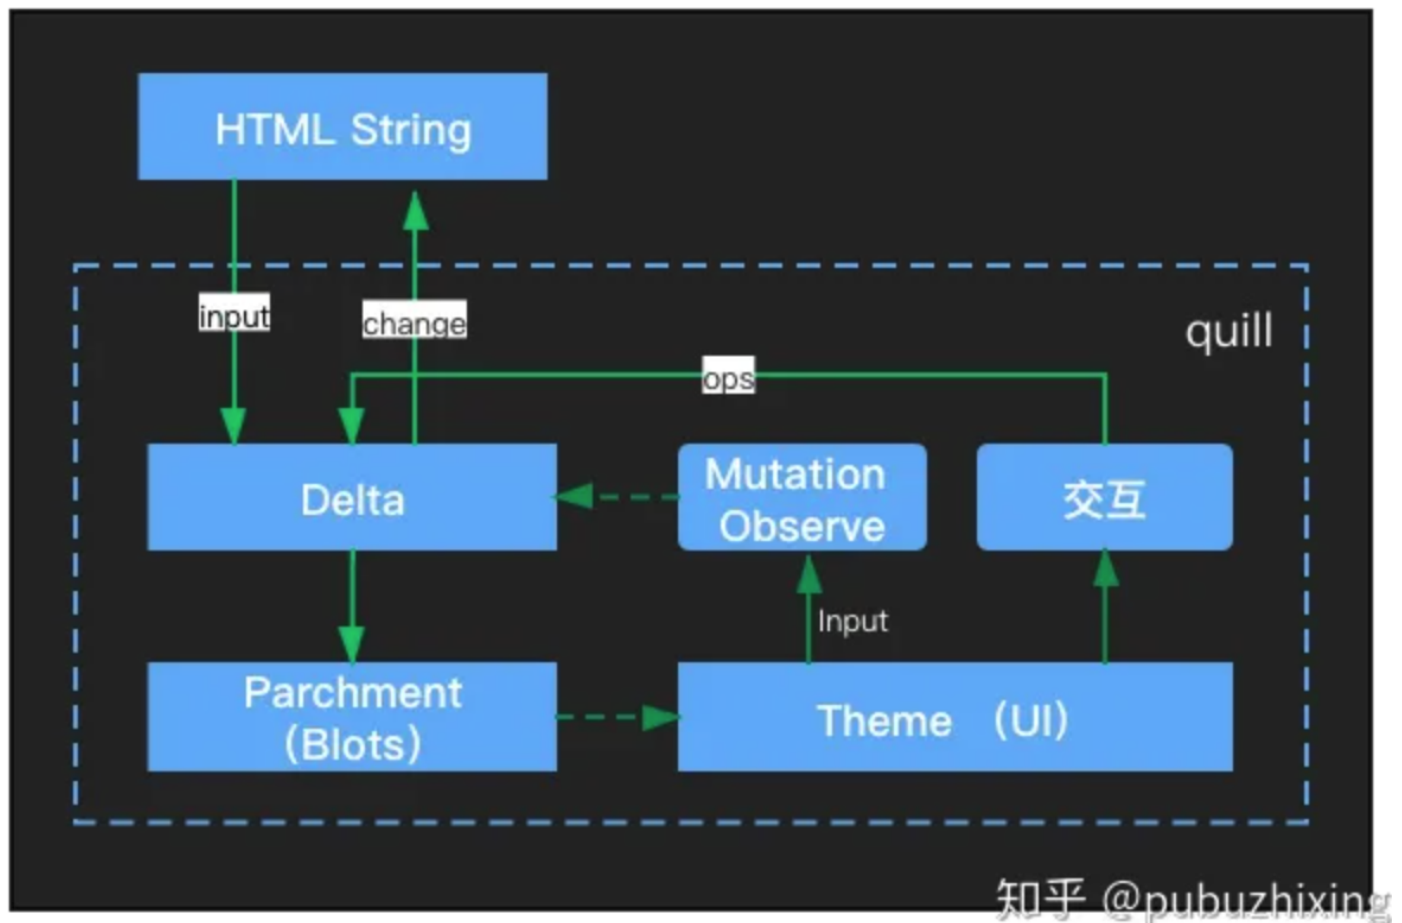 HTML String
input
change
quill
ops
Delta
Mutation
Observe
交互
Input
Parchment
(Blots)
Theme （UI）
知乎 @pubuzhixing